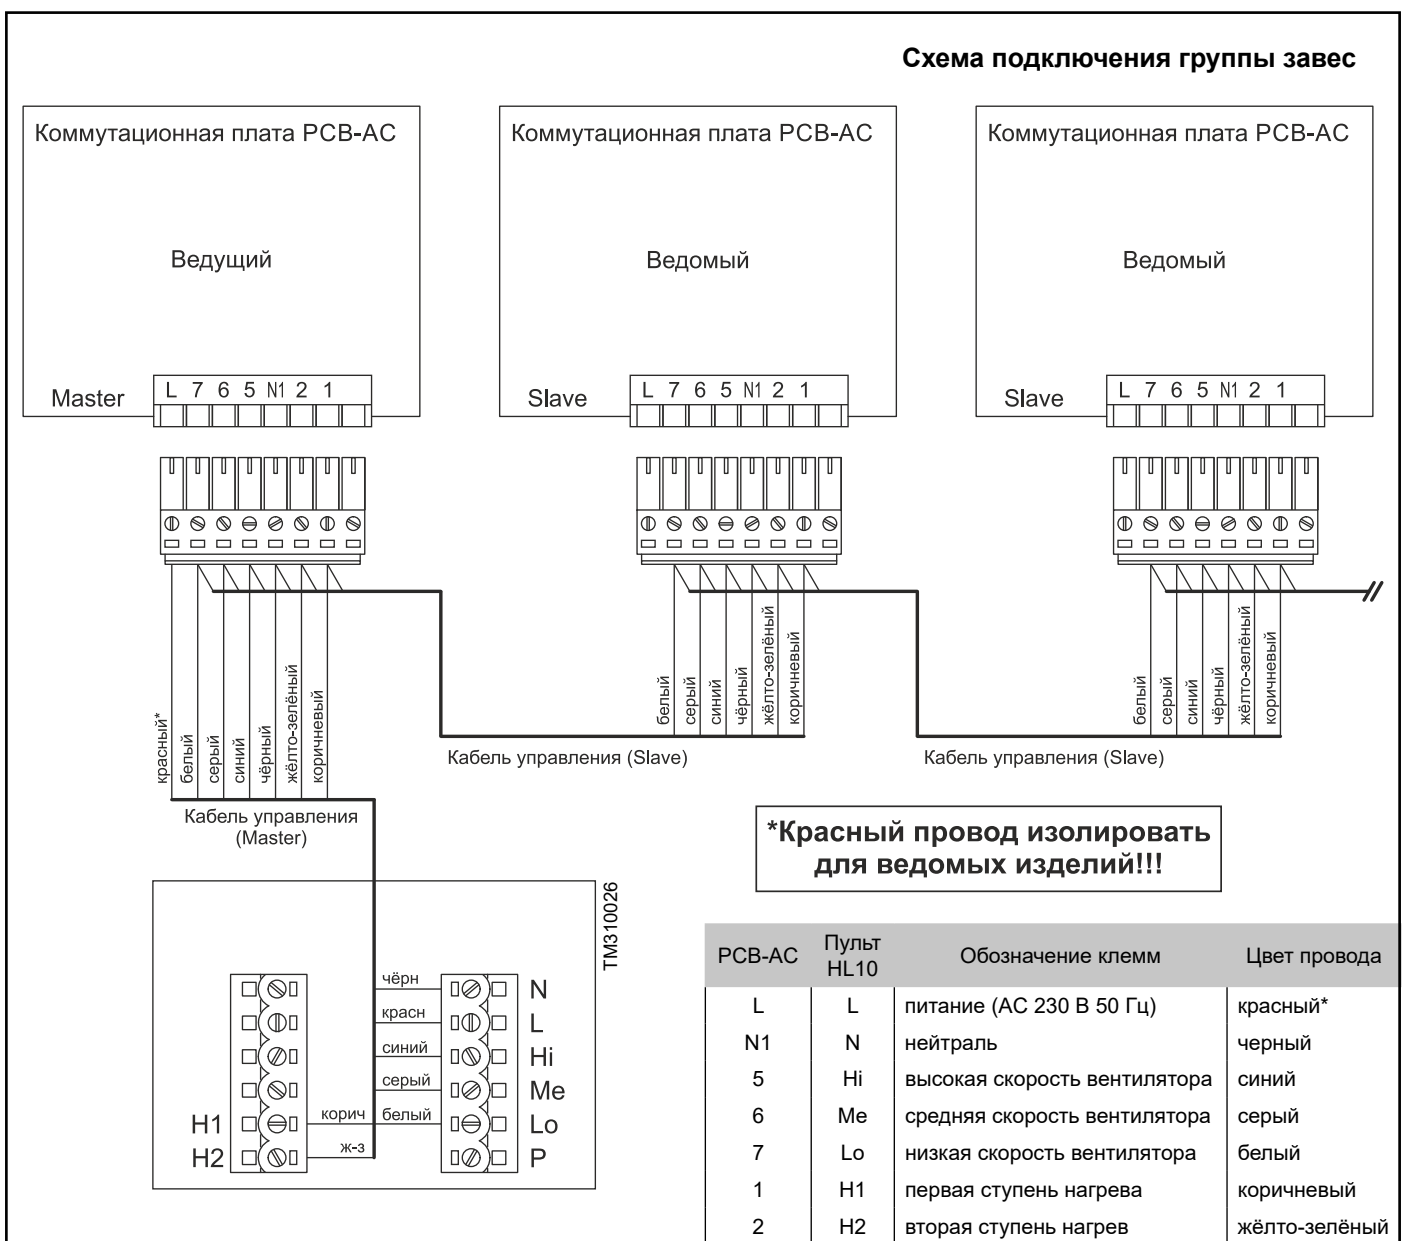 Схема подключения группы завес
Коммутационная плата PCB-AC
Ведущий
Master
L 7 6 5 N1 2 1
Коммутационная плата PCB-AC
Ведомый
Slave
L 7 6 5 N1 2 1
Коммутационная плата PCB-AC
Ведомый
Slave
L 7 6 5 N1 2 1
красный*
белый
серый
синий
чёрный
жёлто-зелёный
коричневый
белый
серый
синий
чёрный
жёлто-зелёный
коричневый
белый
серый
синий
чёрный
жёлто-зелёный
коричневый
Кабель управления (Slave)
Кабель управления (Slave)
Кабель управления
(Master)
*Красный провод изолировать
для ведомых изделий!!!
TM310026
чёрн N
красн L
синий Hi
серый Me
H1 корич белый Lo
H2 ж-з P
PCB-AC Пульт HL10 Обозначение клемм Цвет провода
L L питание (AC 230 В 50 Гц) красный*
N1 N нейтраль черный
5 Hi высокая скорость вентилятора синий
6 Me средняя скорость вентилятора серый
7 Lo низкая скорость вентилятора белый
1 H1 первая ступень нагрева коричневый
2 H2 вторая ступень нагрев жёлто-зелёный